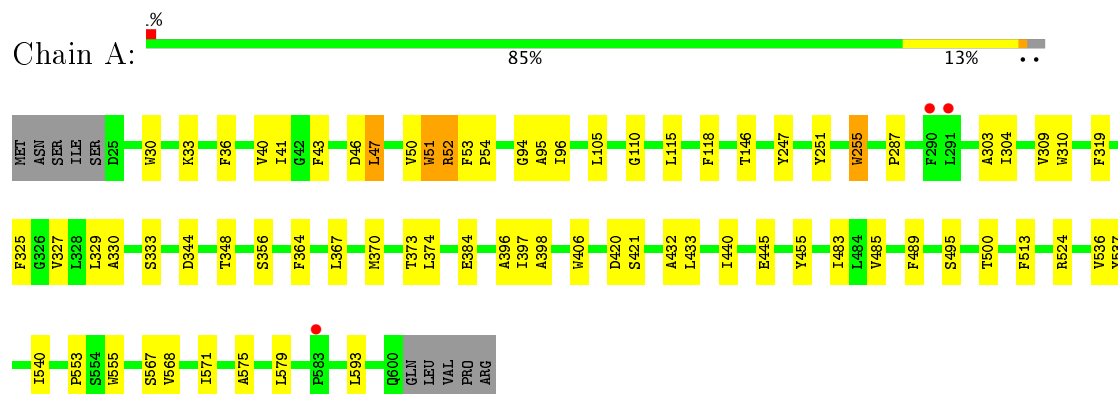 .%
Chain A:
85% 13% • •
MET ASN SER ILE SER D25 W30 K33 F36 V40 I41 G42 F43 D46 L47 V50 W51 R52 F53 P54 G94 A95 I96 L105 G110 L115 F118 T146 Y247 Y251 W255 P287 F290 L291 A303 I304 V309 W310 F319
F325 G326 V327 L328 L329 A330 S333 D344 T348 S356 F364 L367 M370 T373 L374 E384 A396 I397 A398 W406 D420 S421 A432 L433 I440 E445 Y455 I483 L484 V485 F489 S495 T500 F513 R524 V536 Y537
I540 P553 S554 W555 S567 V568 I571 A575 L579 P583 L593 Q600 GLN LEU VAL PRO ARG